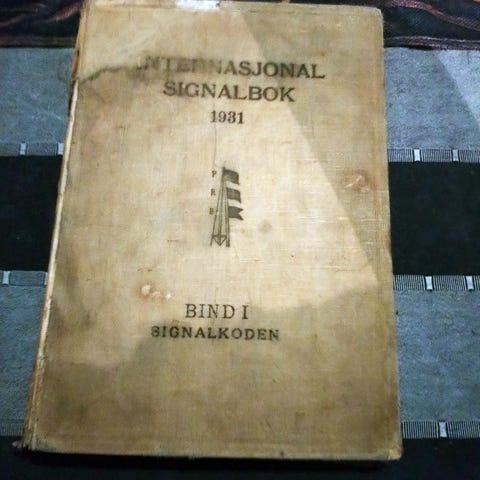 INTERNASJONAL
SIGNALBOK
1931
P
R
B
BIND I
SIGNALKODEN